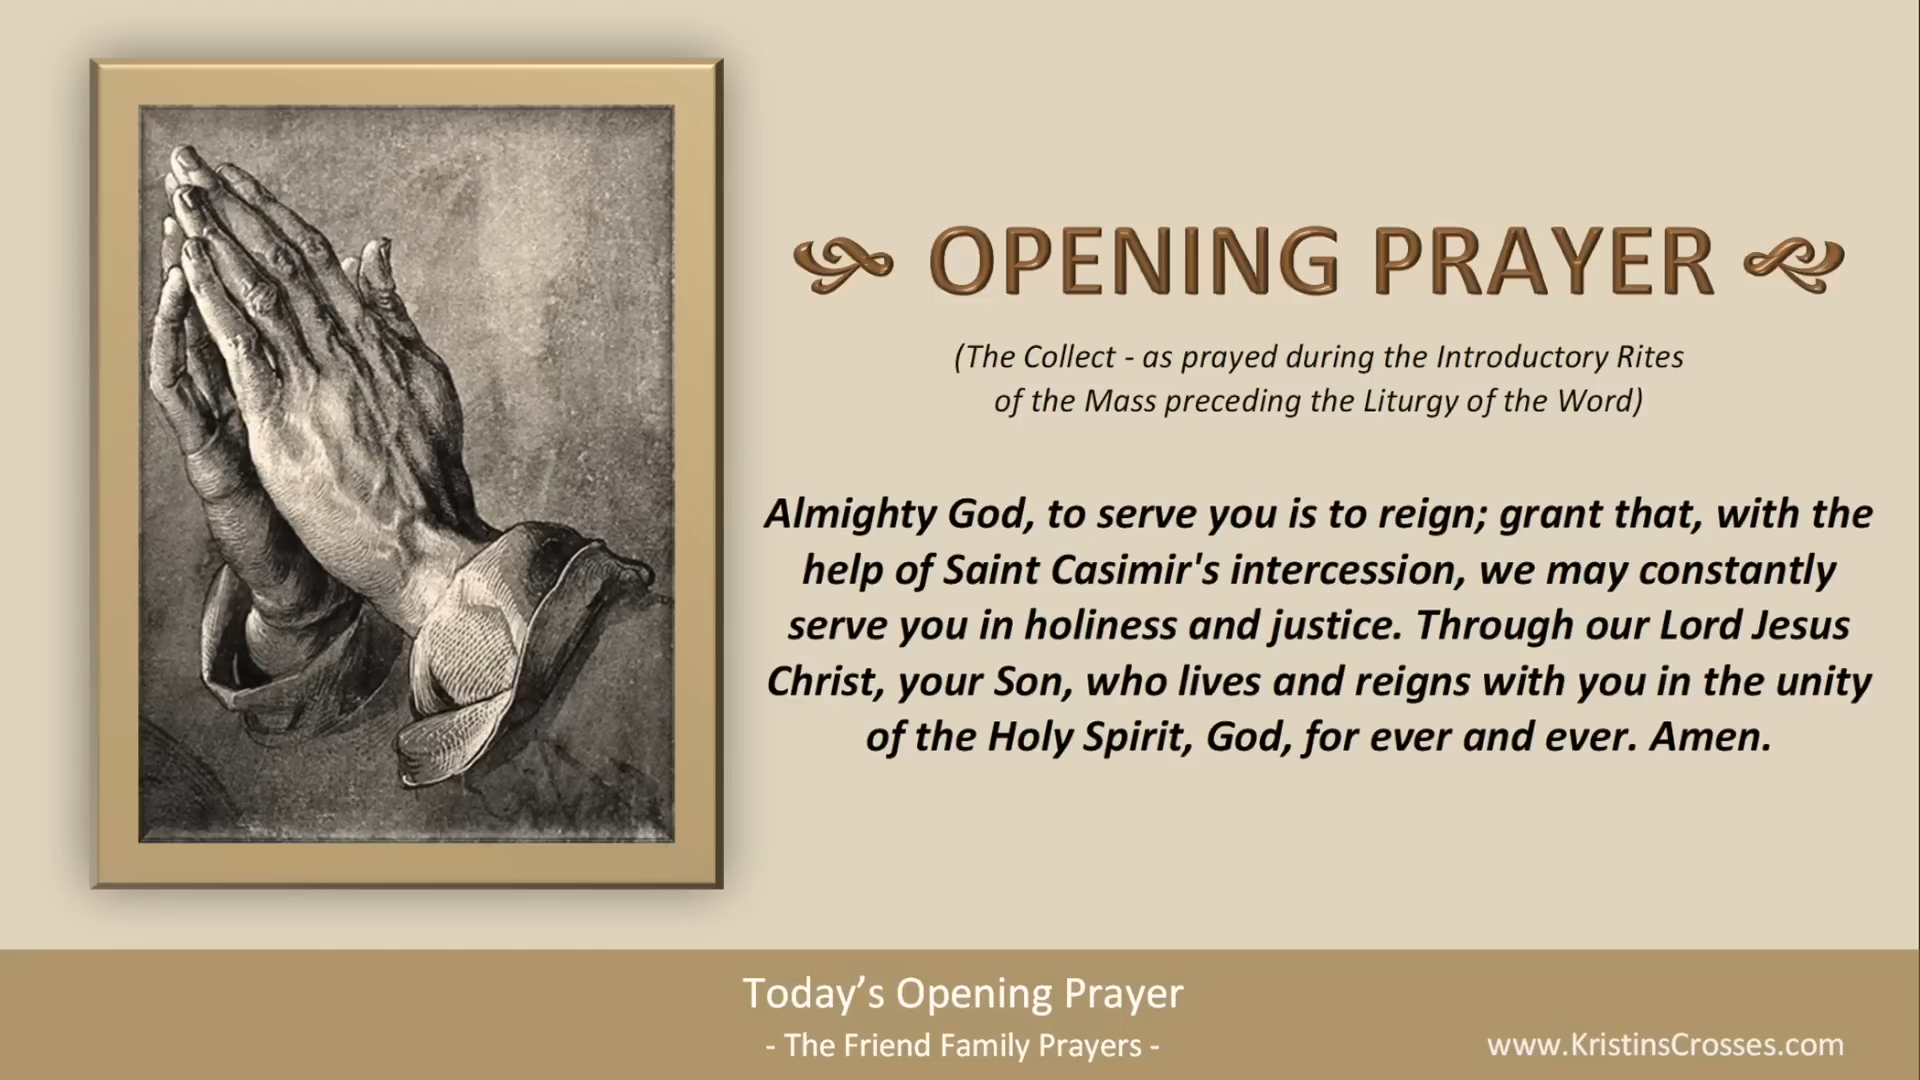 OPENING PRAYER
(The Collect - as prayed during the Introductory Rites
of the Mass preceding the Liturgy of the Word)
Almighty God, to serve you is to reign; grant that, with the
help of Saint Casimir's intercession, we may constantly
serve you in holiness and justice. Through our Lord Jesus
Christ, your Son, who lives and reigns with you in the unity
of the Holy Spirit, God, for ever and ever. Amen.
Today’s Opening Prayer
- The Friend Family Prayers -
www.KristinsCrosses.com